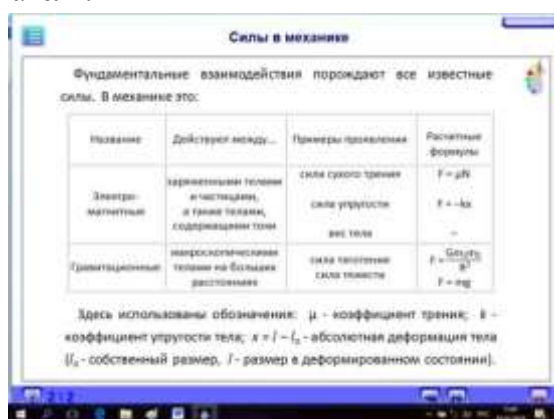 Силы в механике
Фундаментальные взаимодействия порождают все известные
силы. В механике это:
Название
Действуют между...
Примеры проявления
Расчетные
формулы
Электро-
магнитные
заряженными телами
и частицами,
а также телами,
содержащими токи
сила сухого трения
F = μN
сила упругости
F = -kx
вес тела
–
Гравитационные
макроскопическими
телами на больших
расстояниях
сила тяготения
сила тяжести
F = mg
Здесь использованы обозначения: μ - коэффициент трения; k -
коэффициент упругости тела; x = l – l₀ - абсолютная деформация тела
(l₀ - собственный размер, l - размер в деформированном состоянии).
2 / 2